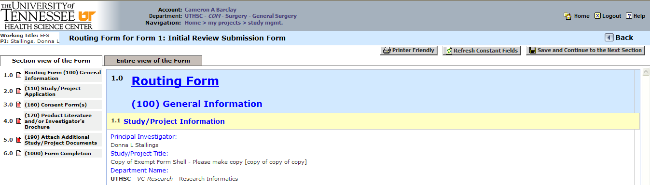 THE UNIVERSITY OF
TENNESSEE UT
HEALTH SCIENCE CENTER
Account: Cameron A Barclay
Department: UTHSC - COM - Surgery - General Surgery
Navigation: Home > my projects > study mgmt.
Home Logout Help
Working Title: EFS
PI: Stallings, Donna L
Routing Form for Form 1: Initial Review Submission Form
Back
Printer Friendly Refresh Constant Fields Save and Continue to the Next Section
Section view of the Form Entire view of the Form
1.0 Routing Form (100) General Information
2.0 (110) Study/Project Application
3.0 (160) Consent Form(s)
4.0 (170) Product Literature and/or Investigator's Brochure
5.0 (190) Attach Additional Study/Project Documents
6.0 (1000) Form Completion
1.0 Routing Form
(100) General Information
1.1 Study/Project Information
Principal Investigator:
Donna L Stallings
Study/Project Title:
Copy of Exempt Form Shell - Please make copy [copy of copy of copy]
Department Name:
UTHSC - VC Research - Research Informatics